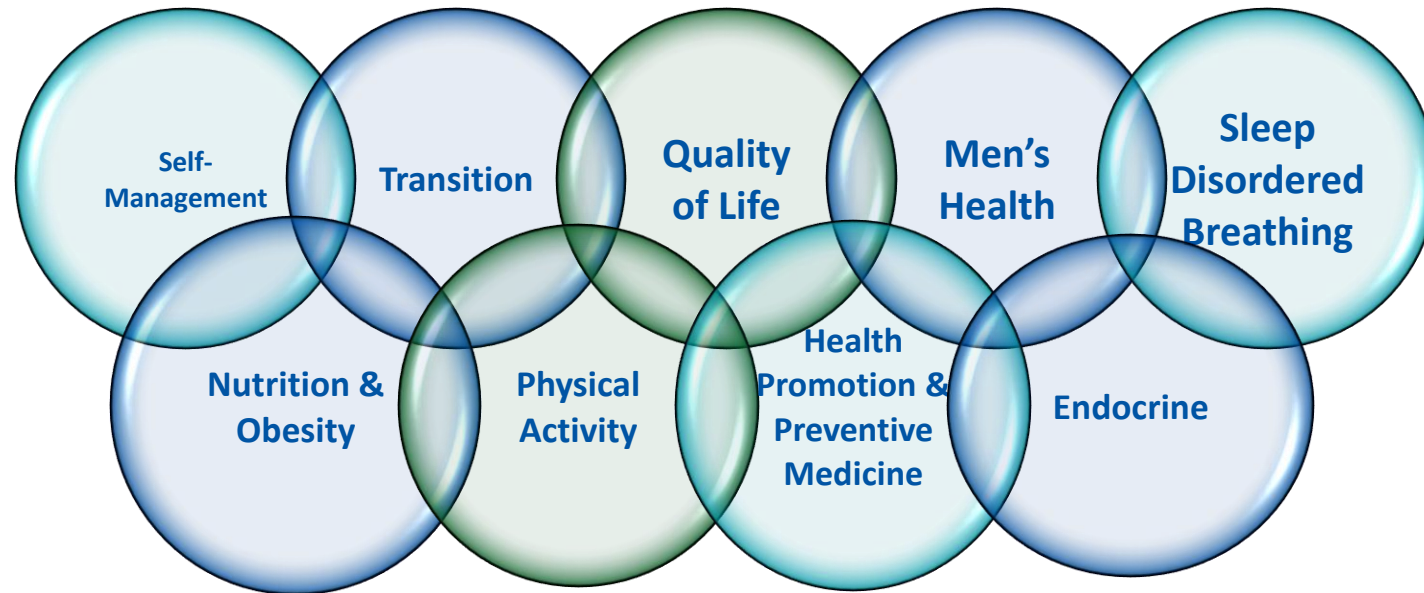 Self-
Management
Transition
Quality
of Life
Men’s
Health
Sleep
Disordered
Breathing
Nutrition &
Obesity
Physical
Activity
Health
Promotion &
Preventive
Medicine
Endocrine